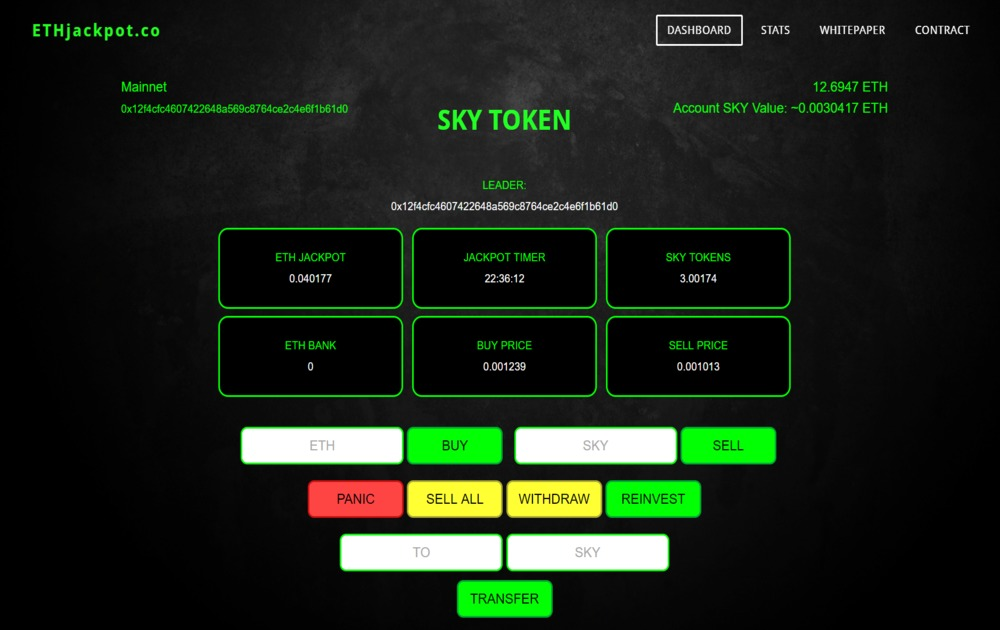 ETHjackpot.co
DASHBOARD STATS WHITEPAPER CONTRACT
Mainnet
12.6947 ETH
0x12f4cfc4607422648a569c8764ce2c4e6f1b61d0
Account SKY Value: ~0.0030417 ETH
SKY TOKEN
LEADER:
0x12f4cfc4607422648a569c8764ce2c4e6f1b61d0
ETH JACKPOT
0.040177
JACKPOT TIMER
22:36:12
SKY TOKENS
3.00174
ETH BANK
0
BUY PRICE
0.001239
SELL PRICE
0.001013
ETH BUY SKY SELL
PANIC SELL ALL WITHDRAW REINVEST
TO SKY
TRANSFER